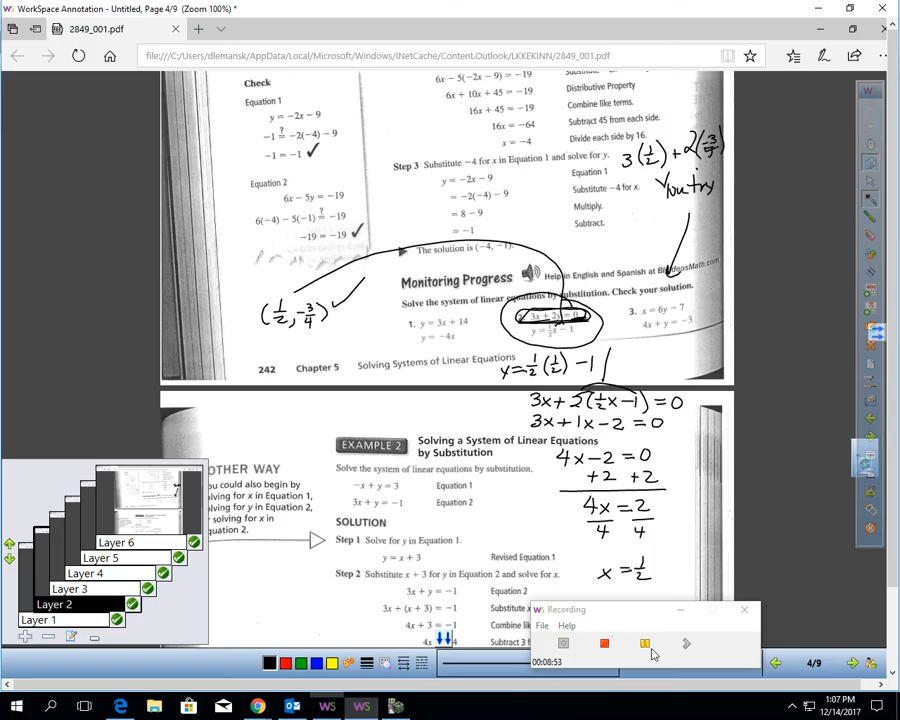 WorkSpace Annotation - Untitled, Page 4/9 (Zoom 100%) *
2849_001.pdf
file:///C:/Users/dlemansk/AppData/Local/Microsoft/Windows/INetCache/Content.Outlook/LKKEKINN/2849_001.pdf
Check
Equation 1
y = −2x − 9
−1 ≟ −2(−4) − 9
−1 = −1 ✓
Equation 2
6x − 5y = −19
6(−4) − 5(−1) ≟ −19
−19 = −19 ✓
6x − 5(−2x − 9) = −19
6x + 10x + 45 = −19
Distributive Property
16x + 45 = −19
Combine like terms.
16x = −64
Subtract 45 from each side.
x = −4
Divide each side by 16.
Step 3 Substitute −4 for x in Equation 1 and solve for y.
y = −2x − 9
Equation 1
= −2(−4) − 9
Substitute −4 for x.
= 8 − 9
Multiply.
= −1
Subtract.
The solution is (−4, −1).
3(1/2) + 2(-3/4)
You try
Monitoring Progress
Help in English and Spanish at BigIdeasMath.com
Solve the system of linear equations by substitution. Check your solution.
1. y = 3x + 14
y = −4x
3x + 2y = 0
y = 1/2x − 1
3. x = 6y − 7
4x + y = −3
(1/2, -3/4) ✓
242 Chapter 5 Solving Systems of Linear Equations
y = 1/2(1/2) − 1
3x + 2(1/2x − 1) = 0
3x + 1x − 2 = 0
4x − 2 = 0
+2 +2
4x = 2
4 4
x = 1/2
EXAMPLE 2 Solving a System of Linear Equations
by Substitution
OTHER WAY
Solve the system of linear equations by substitution.
−x + y = 3 Equation 1
3x + y = −1 Equation 2
SOLUTION
Step 1 Solve for y in Equation 1.
y = x + 3 Revised Equation 1
Step 2 Substitute x + 3 for y in Equation 2 and solve for x.
3x + y = −1 Equation 2
3x + (x + 3) = −1 Substitute
4x + 3 = −1
4x
Subtract 3
ou could also begin by
lving for x in Equation 1,
lving for y in Equation 2,
solving for x in
quation 2.
Layer 6
Layer 5
Layer 4
Layer 3
Layer 2
Layer 1
Recording
File Help
00:08:53
4/9
1:07 PM
12/14/2017